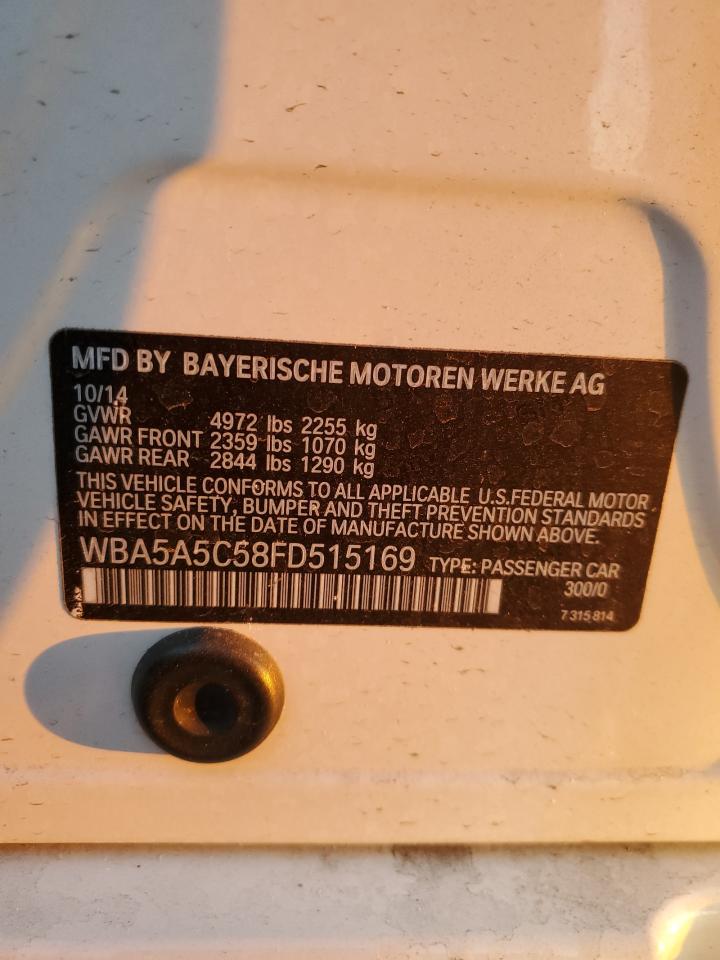 MFD BY BAYERISCHE MOTOREN WERKE AG
10/14
GVWR 4972 lbs 2255 kg
GAWR FRONT 2359 lbs 1070 kg
GAWR REAR 2844 lbs 1290 kg
THIS VEHICLE CONFORMS TO ALL APPLICABLE U.S.FEDERAL MOTOR
VEHICLE SAFETY, BUMPER AND THEFT PREVENTION STANDARDS
IN EFFECT ON THE DATE OF MANUFACTURE SHOWN ABOVE.
WBA5A5C58FD515169 TYPE: PASSENGER CAR
300/0
7 315 814